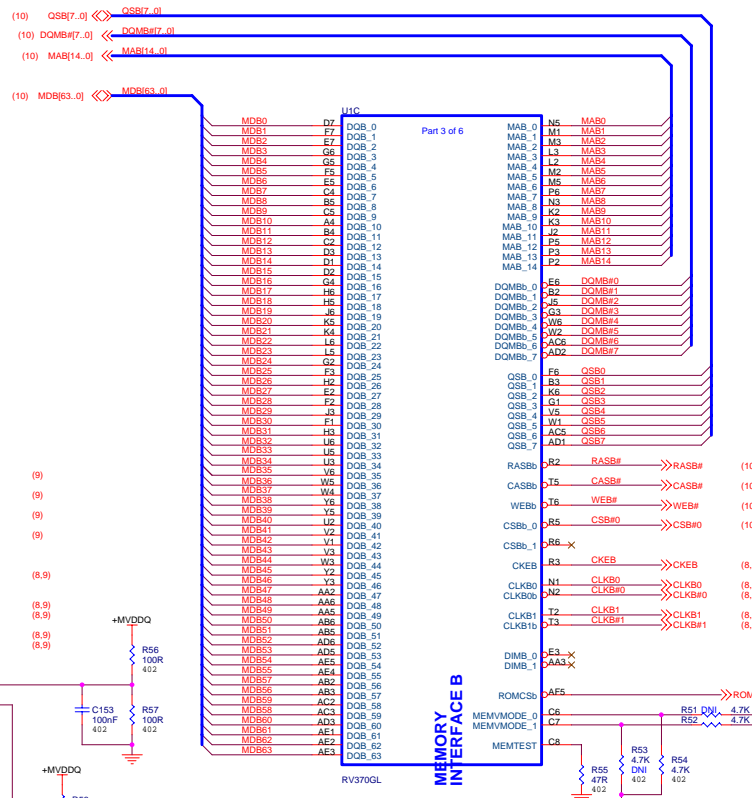 (10) QSB[7..0] QSB[7..0]
(10) DQMB#[7..0] DQMB#[7..0]
(10) MAB[14..0] MAB[14..0]
(10) MDB[63..0] MDB[63..0]
U1C
Part 3 of 6
MDB0 D7 DQB_0
MDB1 F7 DQB_1
MDB2 E7 DQB_2
MDB3 G6 DQB_3
MDB4 G5 DQB_4
MDB5 F5 DQB_5
MDB6 E5 DQB_6
MDB7 C4 DQB_7
MDB8 B5 DQB_8
MDB9 C5 DQB_9
MDB10 A4 DQB_10
MDB11 B4 DQB_11
MDB12 C2 DQB_12
MDB13 D3 DQB_13
MDB14 D1 DQB_14
MDB15 D2 DQB_15
MDB16 G4 DQB_16
MDB17 H6 DQB_17
MDB18 H5 DQB_18
MDB19 J6 DQB_19
MDB20 K5 DQB_20
MDB21 K4 DQB_21
MDB22 L6 DQB_22
MDB23 L5 DQB_23
MDB24 G2 DQB_24
MDB25 F3 DQB_25
MDB26 H2 DQB_26
MDB27 E2 DQB_27
MDB28 F2 DQB_28
MDB29 J3 DQB_29
MDB30 F1 DQB_30
MDB31 H3 DQB_31
MDB32 U6 DQB_32
MDB33 U5 DQB_33
MDB34 U3 DQB_34
MDB35 V6 DQB_35
MDB36 W5 DQB_36
MDB37 W4 DQB_37
MDB38 Y6 DQB_38
MDB39 Y5 DQB_39
MDB40 U2 DQB_40
MDB41 V2 DQB_41
MDB42 V1 DQB_42
MDB43 V3 DQB_43
MDB44 W3 DQB_44
MDB45 Y2 DQB_45
MDB46 Y3 DQB_46
MDB47 AA2 DQB_47
MDB48 AA6 DQB_48
MDB49 AA5 DQB_49
MDB50 AB6 DQB_50
MDB51 AB5 DQB_51
MDB52 AD6 DQB_52
MDB53 AD5 DQB_53
MDB54 AE5 DQB_54
MDB55 AE4 DQB_55
MDB56 AB2 DQB_56
MDB57 AB3 DQB_57
MDB58 AC2 DQB_58
MDB59 AC3 DQB_59
MDB60 AD3 DQB_60
MDB61 AE1 DQB_61
MDB62 AE2 DQB_62
MDB63 AE3 DQB_63
MAB_0 N5 MAB0
MAB_1 M1 MAB1
MAB_2 M3 MAB2
MAB_3 L3 MAB3
MAB_4 L2 MAB4
MAB_5 M2 MAB5
MAB_6 M5 MAB6
MAB_7 P6 MAB7
MAB_8 N3 MAB8
MAB_9 K2 MAB9
MAB_10 K3 MAB10
MAB_11 J2 MAB11
MAB_12 P5 MAB12
MAB_13 P3 MAB13
MAB_14 P2 MAB14
DQMBb_0 E6 DQMB#0
DQMBb_1 B2 DQMB#1
DQMBb_2 J5 DQMB#2
DQMBb_3 G3 DQMB#3
DQMBb_4 W6 DQMB#4
DQMBb_5 W2 DQMB#5
DQMBb_6 AC6 DQMB#6
DQMBb_7 AD2 DQMB#7
QSB_0 F6 QSB0
QSB_1 B3 QSB1
QSB_2 K6 QSB2
QSB_3 G1 QSB3
QSB_4 V5 QSB4
QSB_5 W1 QSB5
QSB_6 AC5 QSB6
QSB_7 AD1 QSB7
RASBb R2 RASB# RASB# (10
CASBb T5 CASB# CASB# (10
WEBb T6 WEB# WEB# (10
CSBb_0 R5 CSB#0 CSB#0 (10
CSBb_1 R6
CKEB R3 CKEB CKEB (8,
CLKB0 N1 CLKB0 CLKB0 (8,
CLKB0b N2 CLKB#0 CLKB#0 (8,
CLKB1 T2 CLKB1 CLKB1 (8,
CLKB1b T3 CLKB#1 CLKB#1 (8,
DIMB_0 E3
DIMB_1 AA3
ROMCSb AF5 ROM
MEMVMODE_0 C6 R51 DNI 4.7K
MEMVMODE_1 C7 R52 4.7K
MEMTEST C8
MEMORY
INTERFACE B
RV370GL
R55
47R
402
R53
4.7K
DNI
402
R54
4.7K
402
(9)
(9)
(9)
(9)
(8,9)
(8,9)
(8,9)
(8,9)
(8,9)
+MVDDQ
R56
100R
402
C153
100nF
402
R57
100R
402
+MVDDQ